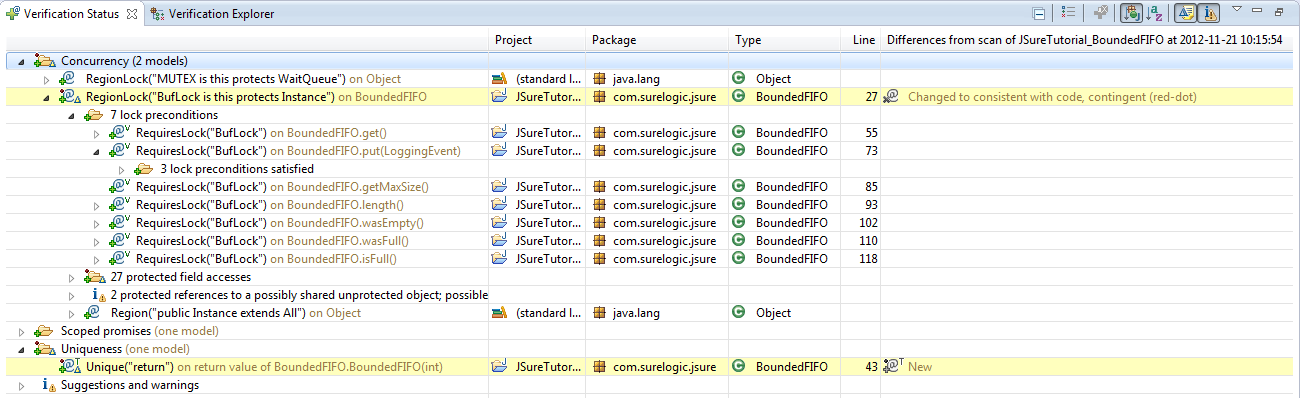 Verification Status Verification Explorer
Project Package Type Line Differences from scan of JSureTutorial_BoundedFIFO at 2012-11-21 10:15:54
Concurrency (2 models)
RegionLock("MUTEX is this protects WaitQueue") on Object (standard l... java.lang Object
RegionLock("BufLock is this protects Instance") on BoundedFIFO JSureTutor... com.surelogic.jsure BoundedFIFO 27 Changed to consistent with code, contingent (red-dot)
7 lock preconditions
RequiresLock("BufLock") on BoundedFIFO.get() JSureTutor... com.surelogic.jsure BoundedFIFO 55
RequiresLock("BufLock") on BoundedFIFO.put(LoggingEvent) JSureTutor... com.surelogic.jsure BoundedFIFO 73
3 lock preconditions satisfied
RequiresLock("BufLock") on BoundedFIFO.getMaxSize() JSureTutor... com.surelogic.jsure BoundedFIFO 85
RequiresLock("BufLock") on BoundedFIFO.length() JSureTutor... com.surelogic.jsure BoundedFIFO 93
RequiresLock("BufLock") on BoundedFIFO.wasEmpty() JSureTutor... com.surelogic.jsure BoundedFIFO 102
RequiresLock("BufLock") on BoundedFIFO.wasFull() JSureTutor... com.surelogic.jsure BoundedFIFO 110
RequiresLock("BufLock") on BoundedFIFO.isFull() JSureTutor... com.surelogic.jsure BoundedFIFO 118
27 protected field accesses
2 protected references to a possibly shared unprotected object; possible
Region("public Instance extends All") on Object (standard l... java.lang Object
Scoped promises (one model)
Uniqueness (one model)
Unique("return") on return value of BoundedFIFO.BoundedFIFO(int) JSureTutor... com.surelogic.jsure BoundedFIFO 43 New
Suggestions and warnings